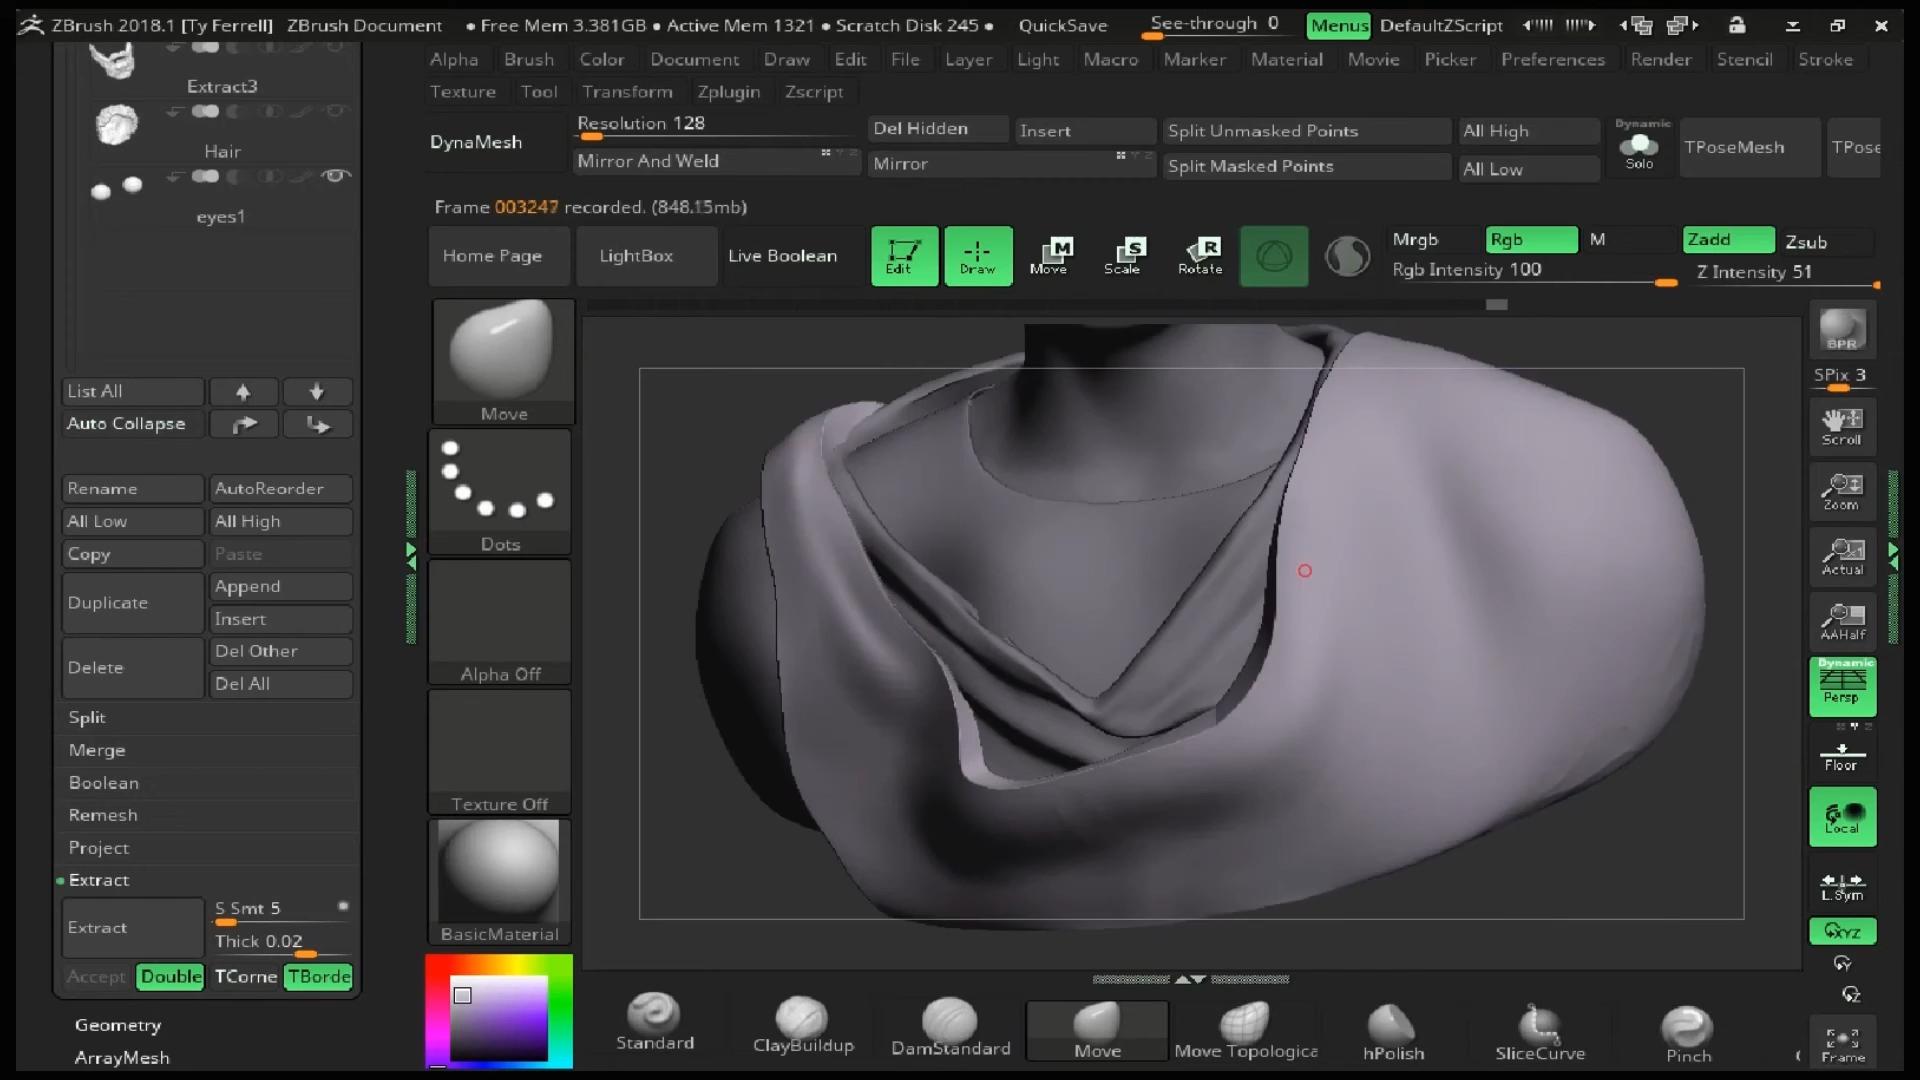 ZBrush 2018.1 [Ty Ferrell] ZBrush Document • Free Mem 3.381GB • Active Mem 1321 • Scratch Disk 245 • QuickSave See-through 0 Menus DefaultZScript
Alpha Brush Color Document Draw Edit File Layer Light Macro Marker Material Movie Picker Preferences Render Stencil Stroke
Texture Tool Transform Zplugin Zscript
DynaMesh
Resolution 128
Mirror And Weld
Del Hidden
Mirror
Insert
Split Unmasked Points
Split Masked Points
All High
All Low
Dynamic
Solo
TPoseMesh
TPose
Frame 003247 recorded. (848.15mb)
Home Page
LightBox
Live Boolean
Edit
Draw
M
Move
S
Scale
R
Rotate
Mrgb Rgb M Zadd Zsub
Rgb Intensity 100 Z Intensity 51
Extract3
Hair
eyes1
List All
Auto Collapse
Rename AutoReorder
All Low All High
Copy Paste
Duplicate
Append
Insert
Delete
Del Other
Del All
Split
Merge
Boolean
Remesh
Project
Extract
Extract
S Smt 5
Thick 0.02
Accept Double TCorne TBorde
Geometry
ArrayMesh
Move
Dots
Alpha Off
Texture Off
BasicMaterial
Standard
ClayBuildup
DamStandard
Move
Move Topologica
hPolish
SliceCurve
Pinch
BPR
SPix 3
Scroll
Zoom
Actual
AAHalf
Dynamic
Persp
Floor
Local
L.Sym
XYZ
Y
Z
Frame